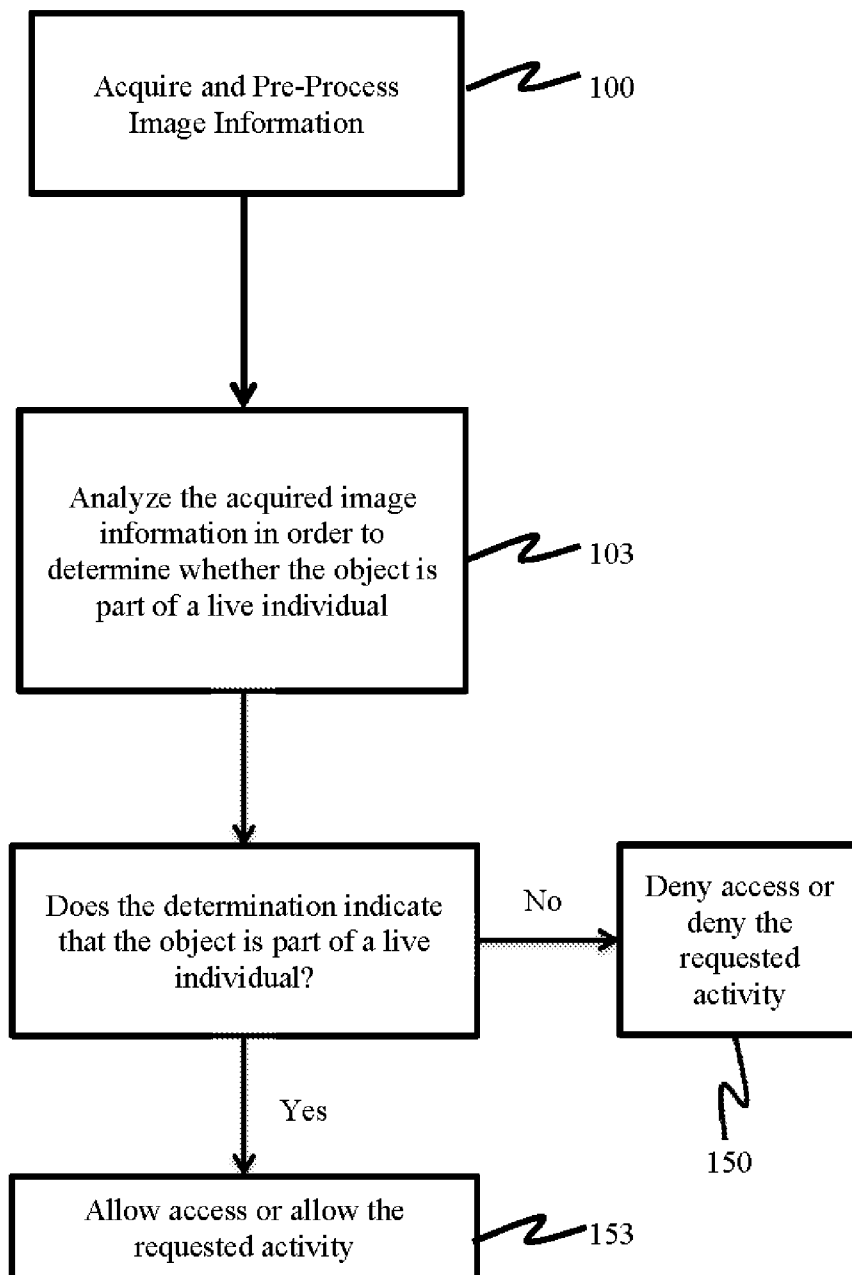 Acquire and Pre-Process
Image Information
100
Analyze the acquired image
information in order to
determine whether the object is
part of a live individual
103
Does the determination indicate
that the object is part of a live
individual?
No
Deny access or
deny the
requested
activity
150
Yes
Allow access or allow the
requested activity
153